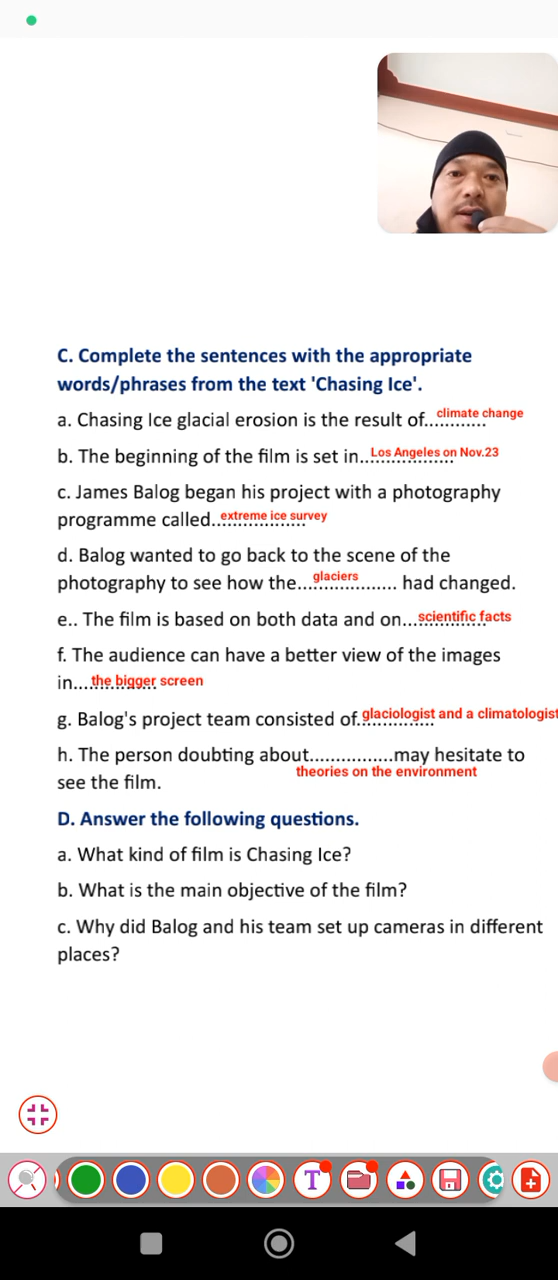 C. Complete the sentences with the appropriate
words/phrases from the text 'Chasing Ice'.
a. Chasing Ice glacial erosion is the result of............climate change
b. The beginning of the film is set in...................Los Angeles on Nov.23
c. James Balog began his project with a photography
programme called..................extreme ice survey
d. Balog wanted to go back to the scene of the
photography to see how the...glaciers.................. had changed.
e.. The film is based on both data and on...............scientific facts
f. The audience can have a better view of the images
in................the bigger screen
g. Balog's project team consisted of...............glaciologist and a climatologist
h. The person doubting about................may hesitate to
theories on the environment
see the film.
D. Answer the following questions.
a. What kind of film is Chasing Ice?
b. What is the main objective of the film?
c. Why did Balog and his team set up cameras in different
places?
T